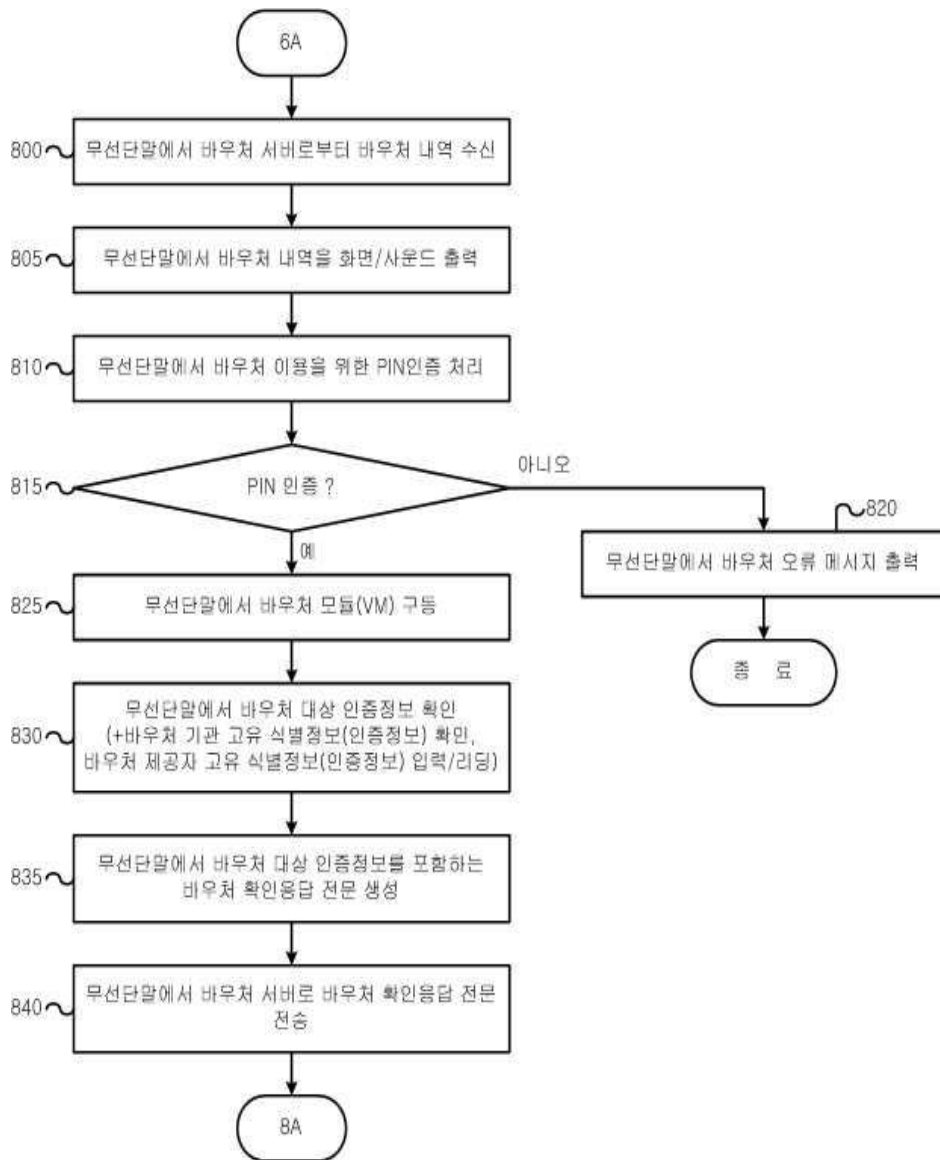 6A
800
무선단말에서 바우처 서버로부터 바우처 내역 수신
805
무선단말에서 바우처 내역을 화면/사운드 출력
810
무선단말에서 바우처 이용을 위한 PIN인증 처리
815
PIN 인증 ?
아니오
820
무선단말에서 바우처 오류 메시지 출력
종 료
예
825
무선단말에서 바우처 모듈(VM) 구동
830
무선단말에서 바우처 대상 인증정보 확인
(+바우처 기관 고유 식별정보(인증정보) 확인,
바우처 제공자 고유 식별정보(인증정보) 입력/리딩)
835
무선단말에서 바우처 대상 인증정보를 포함하는
바우처 확인응답 전문 생성
840
무선단말에서 바우처 서버로 바우처 확인응답 전문
전송
8A